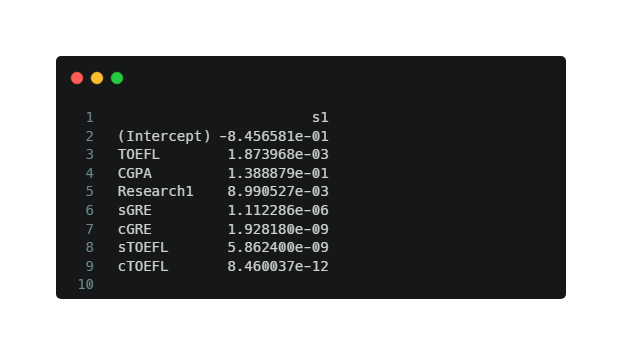 1 s1
2 (Intercept) -8.456581e-01
3 TOEFL 1.873968e-03
4 CGPA 1.388879e-01
5 Research1 8.990527e-03
6 sGRE 1.112286e-06
7 cGRE 1.928180e-09
8 sTOEFL 5.862400e-09
9 cTOEFL 8.460037e-12
10